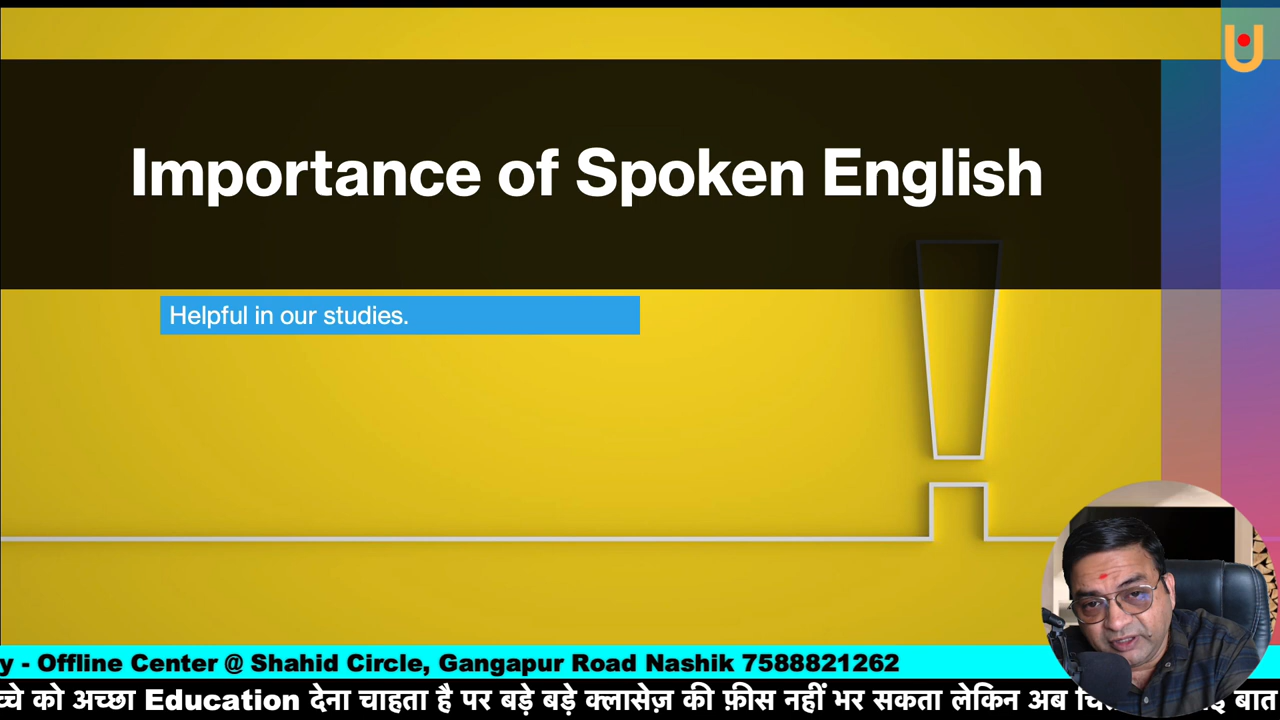 Importance of Spoken English
Helpful in our studies.
- Offline Center @ Shahid Circle, Gangapur Road Nashik 7588821262
को अच्छा Education देना चाहता है पर बड़े बड़े क्लासेज़ की फ़ीस नहीं भर सकता लेकिन अब बात